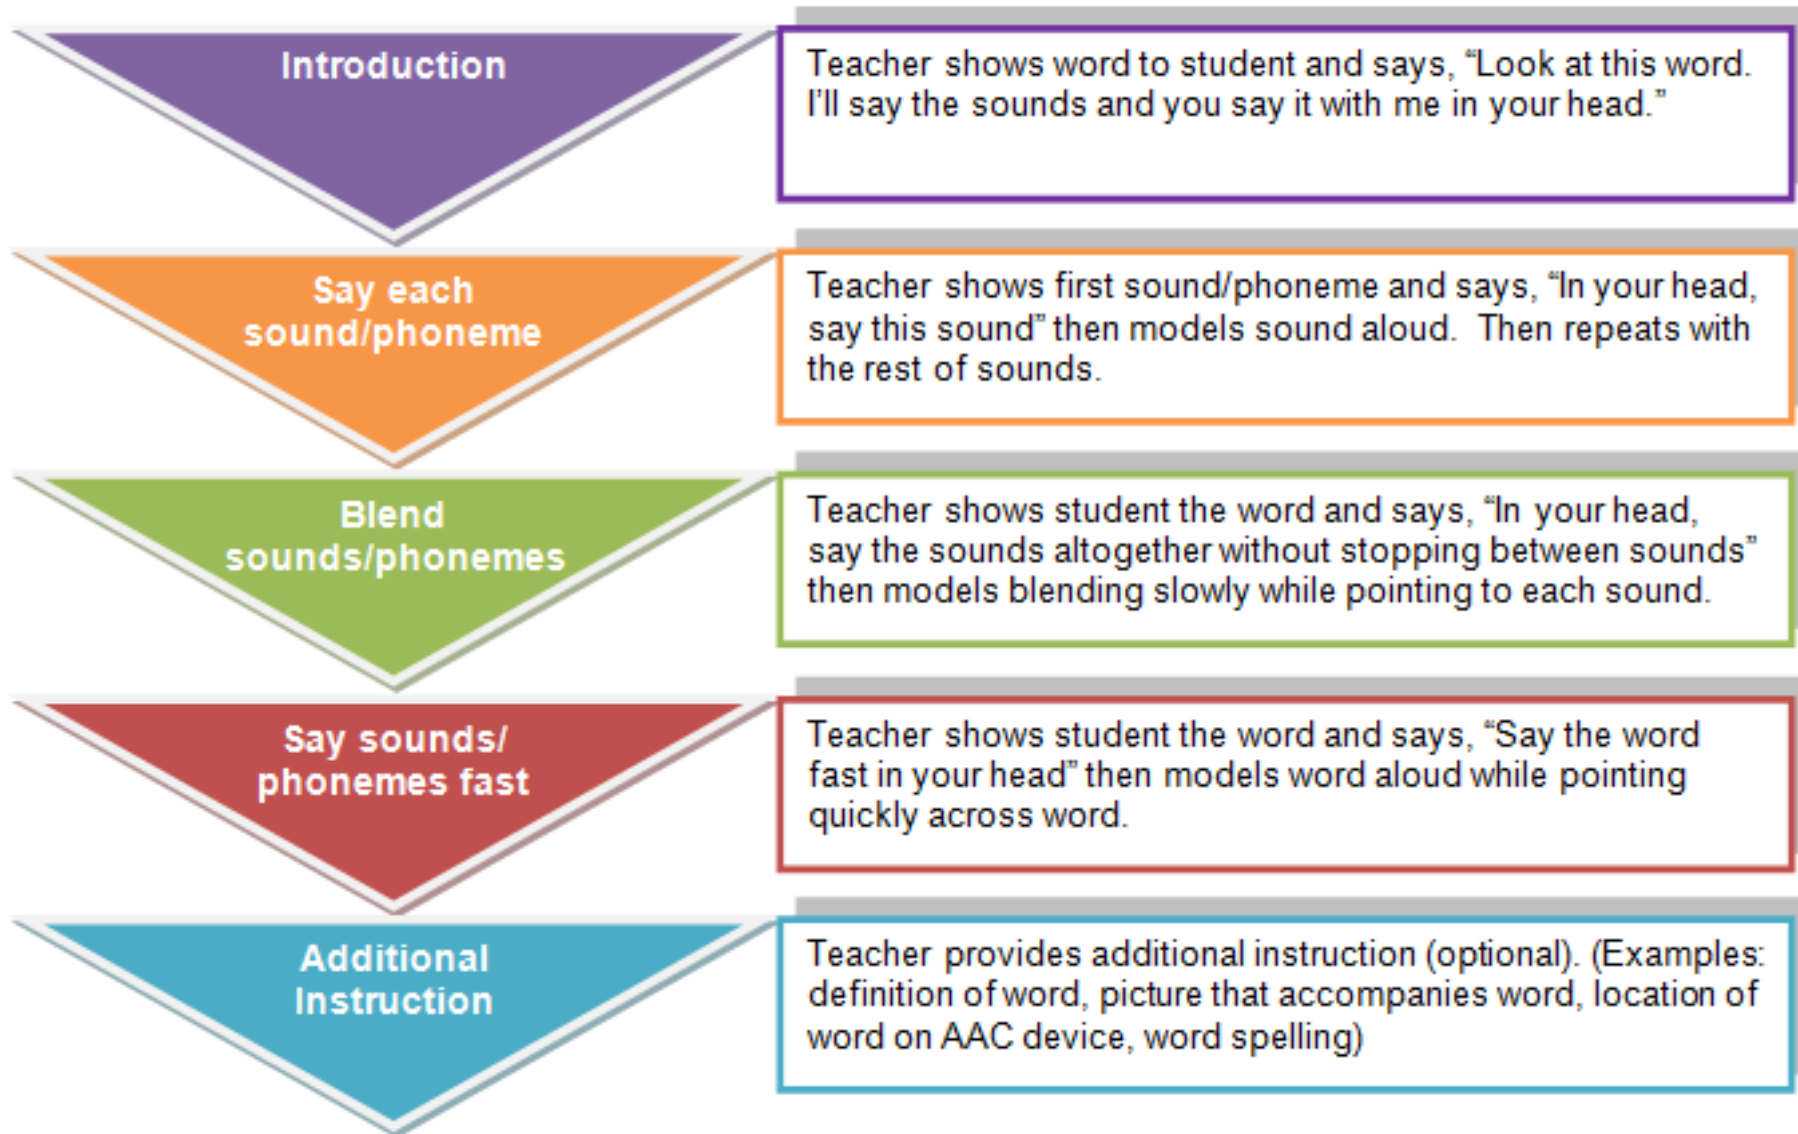 Introduction
Teacher shows word to student and says, “Look at this word.
I’ll say the sounds and you say it with me in your head.”
Say each
sound/phoneme
Teacher shows first sound/phoneme and says, “In your head,
say this sound” then models sound aloud.  Then repeats with
the rest of sounds.
Blend
sounds/phonemes
Teacher shows student the word and says, “In your head,
say the sounds altogether without stopping between sounds”
then models blending slowly while pointing to each sound.
Say sounds/
phonemes fast
Teacher shows student the word and says, “Say the word
fast in your head” then models word aloud while pointing
quickly across word.
Additional
Instruction
Teacher provides additional instruction (optional). (Examples:
definition of word, picture that accompanies word, location of
word on AAC device, word spelling)